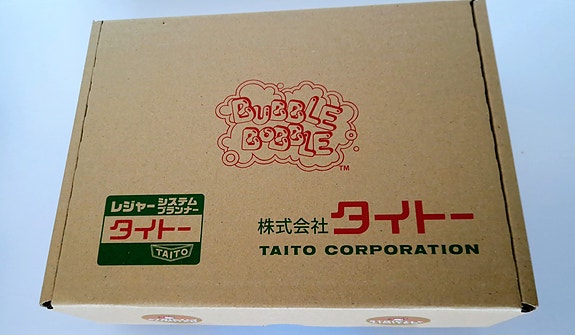 BUBBLE
BOBBLE
TM
レジャーシステム
プランナー
タイトー
TAITO
株式会社タイトー
TAITO CORPORATION